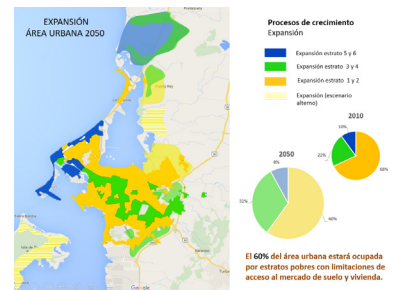 EXPANSIÓN
ÁREA URBANA 2050
Procesos de crecimiento
Expansión
Expansión estrato 5 y 6
Expansión estrato 3 y 4
Expansión estrato 1 y 2
Expansión (escenario
alterno)
2010
10%
22%
68%
2050
8%
32%
60%
El 60% del área urbana estará ocupada
por estratos pobres con limitaciones de
acceso al mercado de suelo y vivienda.
Google